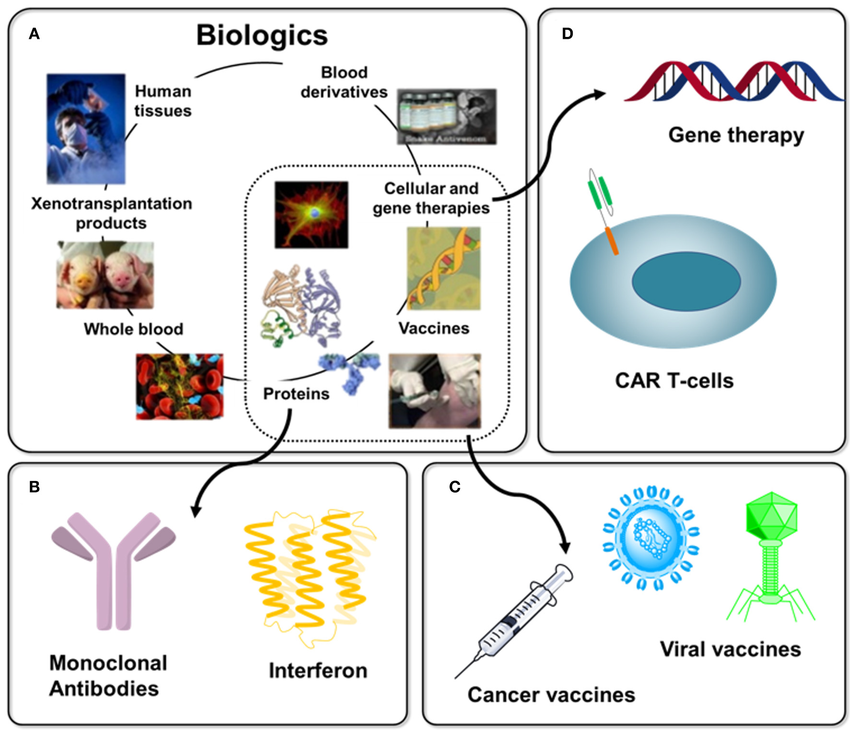 A
Biologics
Human
tissues
Blood
derivatives
Snake Antivenom
Xenotransplantation
products
Cellular and
gene therapies
Whole blood
Vaccines
Proteins
D
Gene therapy
CAR T-cells
B
Monoclonal
Antibodies
Interferon
C
Cancer vaccines
Viral vaccines